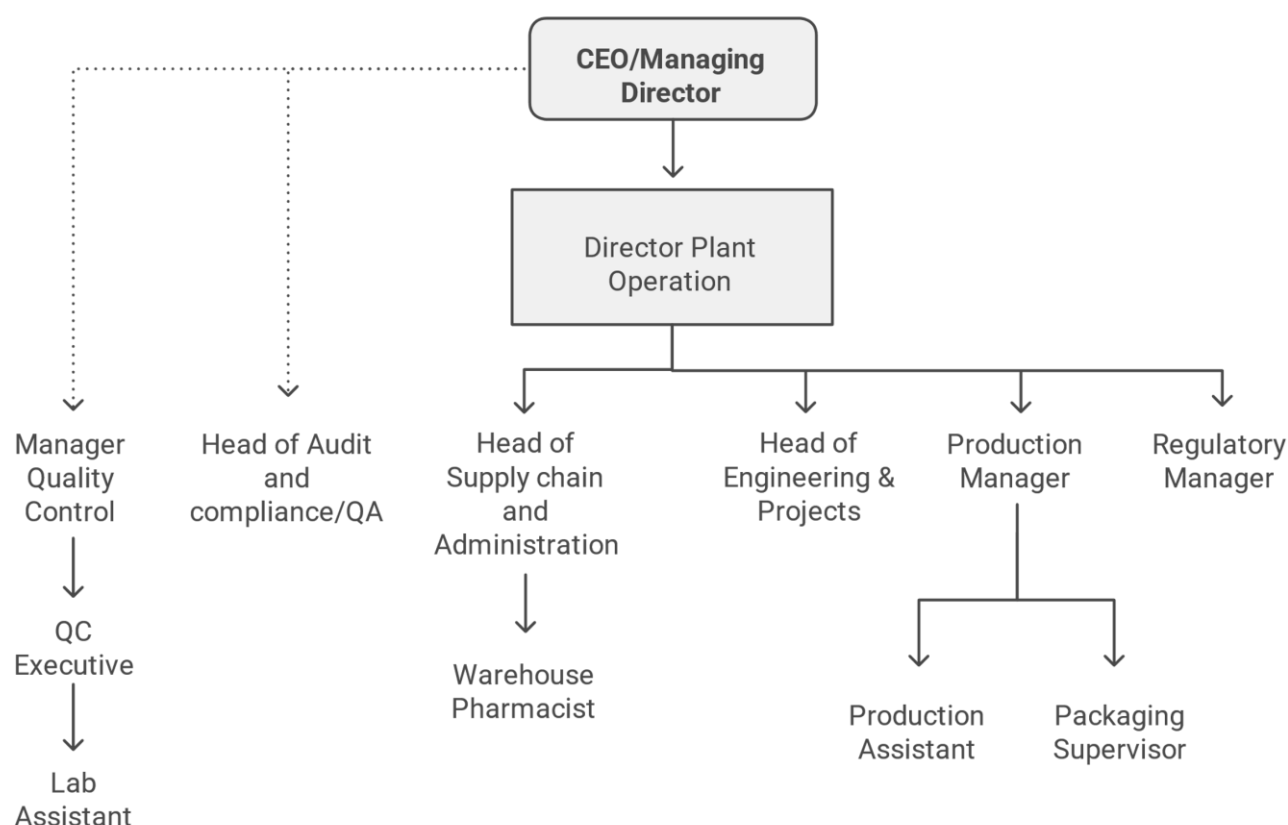 CEO/Managing
Director
Director Plant
Operation
Manager
Quality
Control
Head of Audit
and
compliance/QA
Head of
Supply chain
and
Administration
Head of
Engineering &
Projects
Production
Manager
Regulatory
Manager
QC
Executive
Warehouse
Pharmacist
Production
Assistant
Packaging
Supervisor
Lab
Assistant